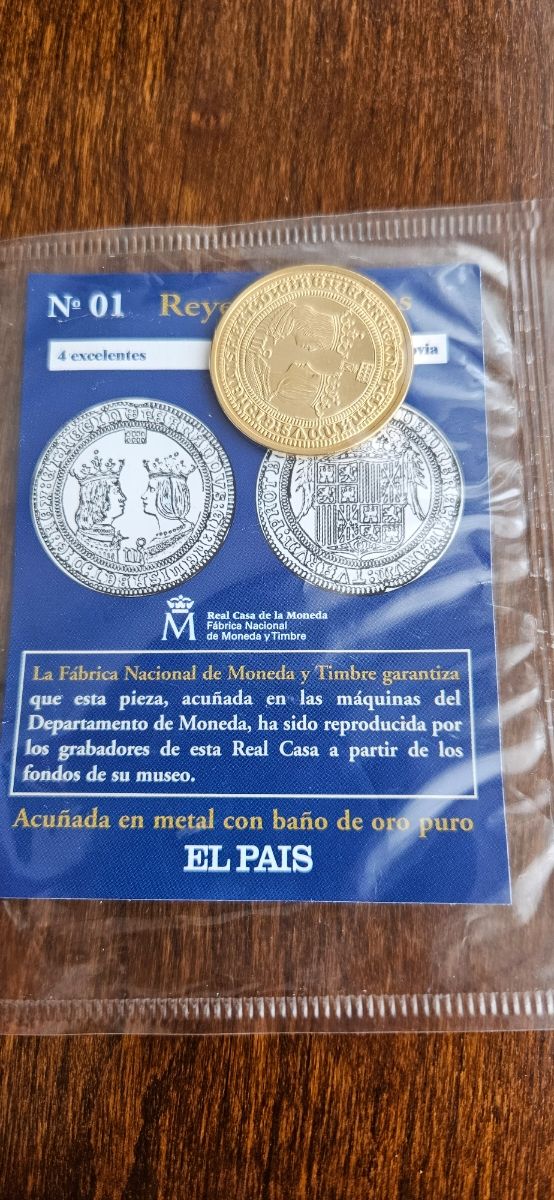 Nº 01 Reye s
4 excelentes ovia
Real Casa de la Moneda
Fábrica Nacional
de Moneda y Timbre
La Fábrica Nacional de Moneda y Timbre garantiza
que esta pieza, acuñada en las máquinas del
Departamento de Moneda, ha sido reproducida por
los grabadores de esta Real Casa a partir de los
fondos de su museo.
Acuñada en metal con baño de oro puro
EL PAIS